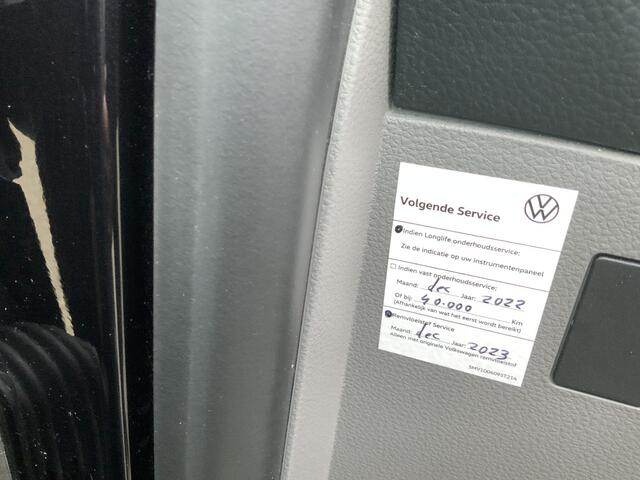 Volgende Service
Indien Longlife onderhoudsservice:
Zie de indicatie op uw instrumentenpaneel
Indien vast onderhoudsservice:
Maand: dec Jaar: 2022
Of bij 40.000 Km
(Afhankelijk van wat het eerst wordt bereikt)
Remvloeistof Service
Maand: dec Jaar: 2023
Alleen met originele Volkswagen remvloeistof